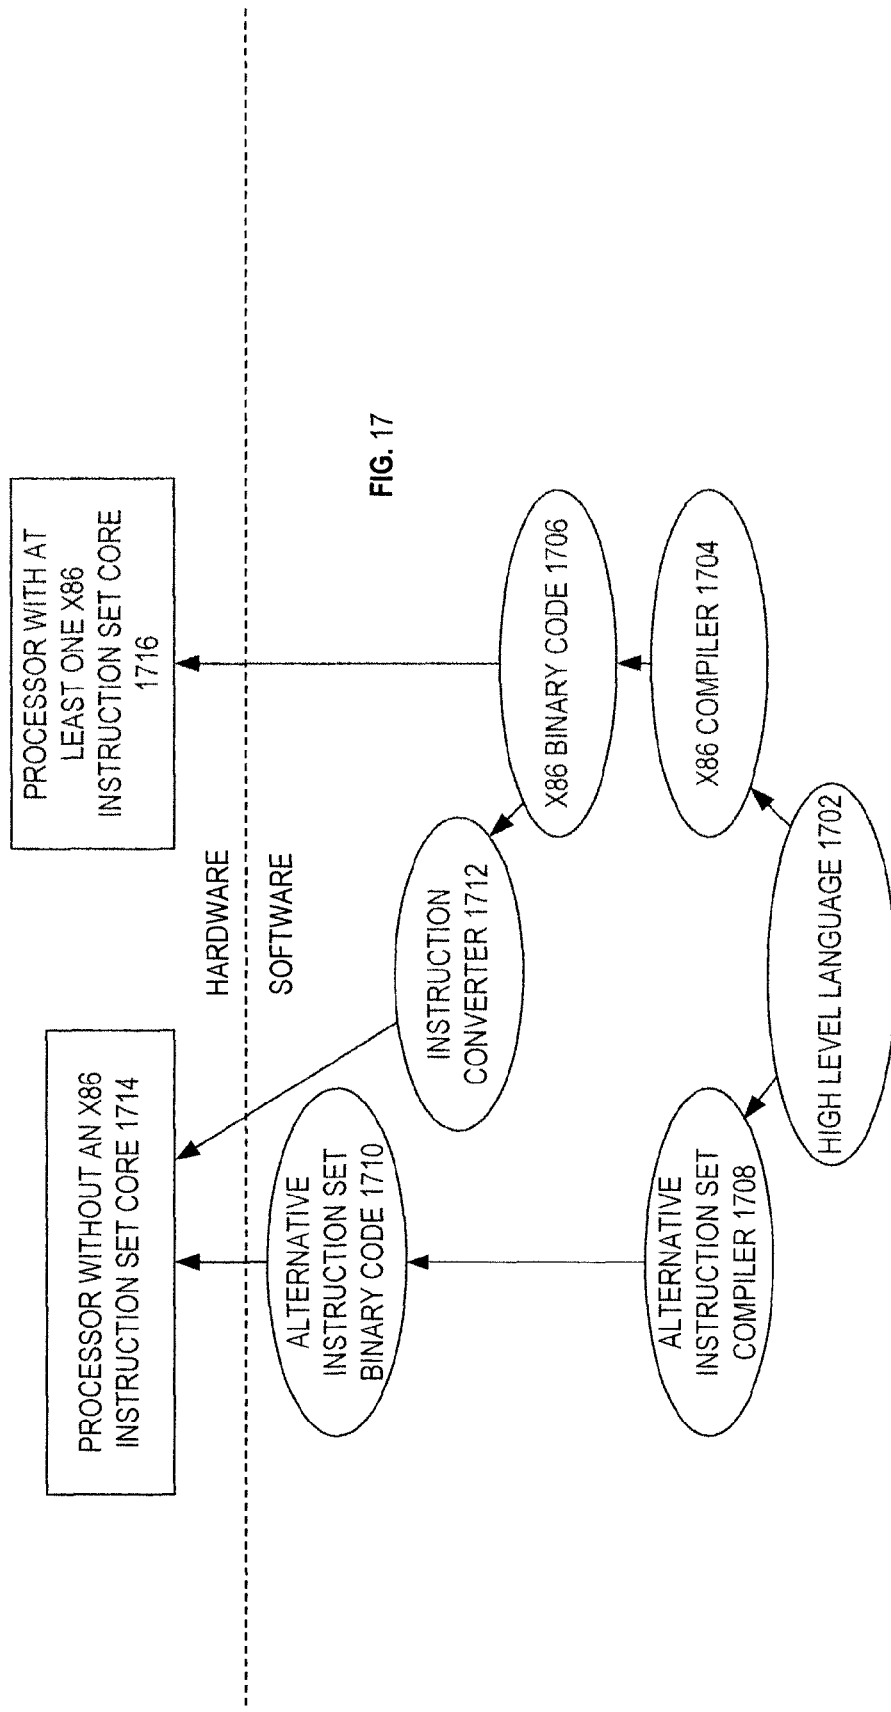 PROCESSOR WITHOUT AN X86
INSTRUCTION SET CORE 1714
PROCESSOR WITH AT
LEAST ONE X86
INSTRUCTION SET CORE
1716
HARDWARE
SOFTWARE
ALTERNATIVE
INSTRUCTION SET
BINARY CODE 1710
INSTRUCTION
CONVERTER 1712
FIG. 17
X86 BINARY CODE 1706
ALTERNATIVE
INSTRUCTION SET
COMPILER 1708
X86 COMPILER 1704
HIGH LEVEL LANGUAGE 1702